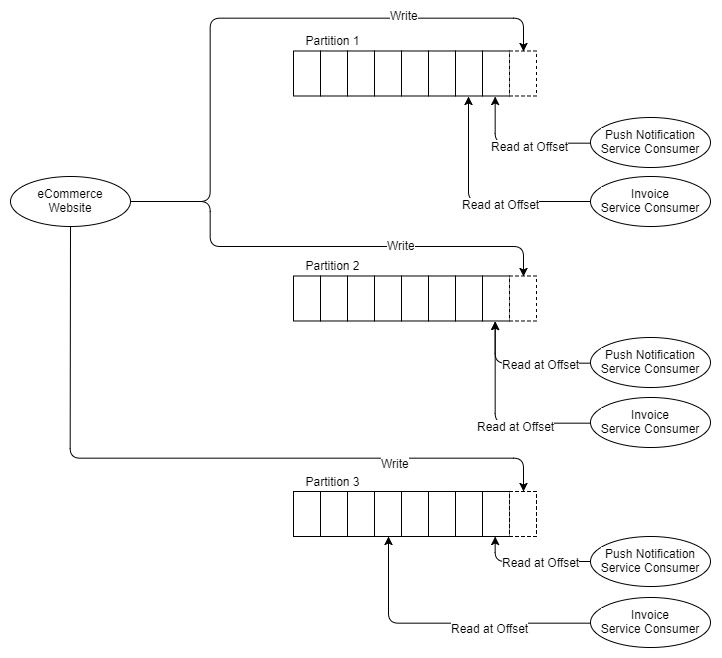 Write
Partition 1
Push Notification
Service Consumer
Read at Offset
eCommerce
Website
Invoice
Service Consumer
Read at Offset
Write
Partition 2
Push Notification
Service Consumer
Read at Offset
Invoice
Service Consumer
Read at Offset
Write
Partition 3
Push Notification
Service Consumer
Read at Offset
Invoice
Service Consumer
Read at Offset